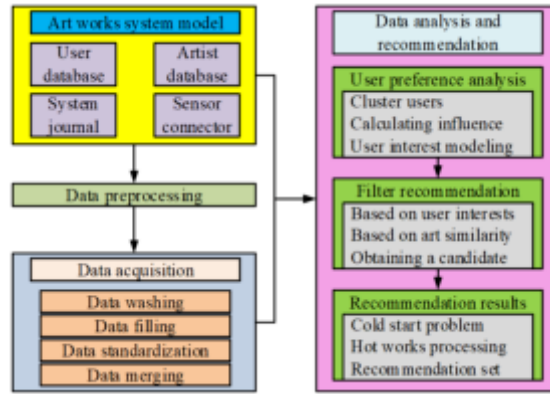 Art works system model
User
database
Artist
database
System
journal
Sensor
connector
Data preprocessing
Data acquisition
Data washing
Data filling
Data standardization
Data merging
Data analysis and
recommendation
User preference analysis
Cluster users
Calculating influence
User interest modeling
Filter recommendation
Based on user interests
Based on art similarity
Obtaining a candidate
Recommendation results
Cold start problem
Hot works processing
Recommendation set